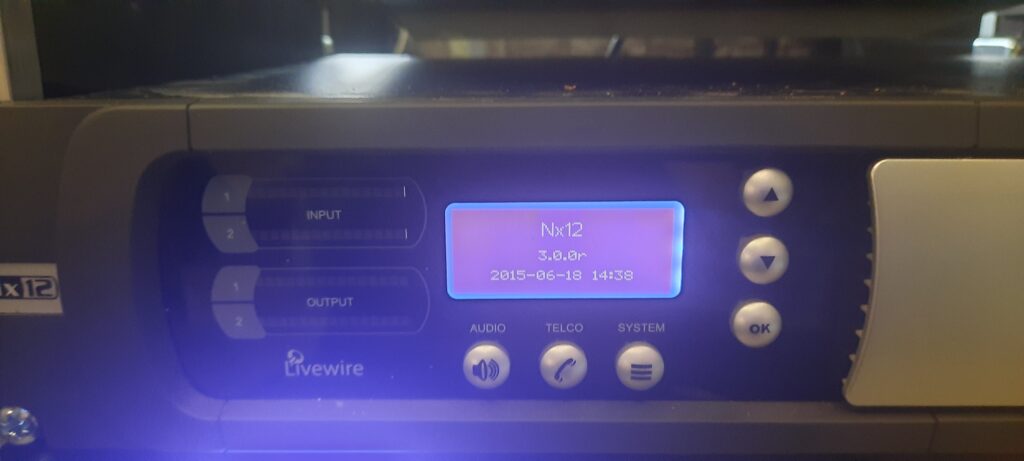 1
INPUT
2
1
OUTPUT
2
Livewire
Nx12
3.0.0r
2015-06-18 14:38
AUDIO
TELCO
SYSTEM
OK
x12